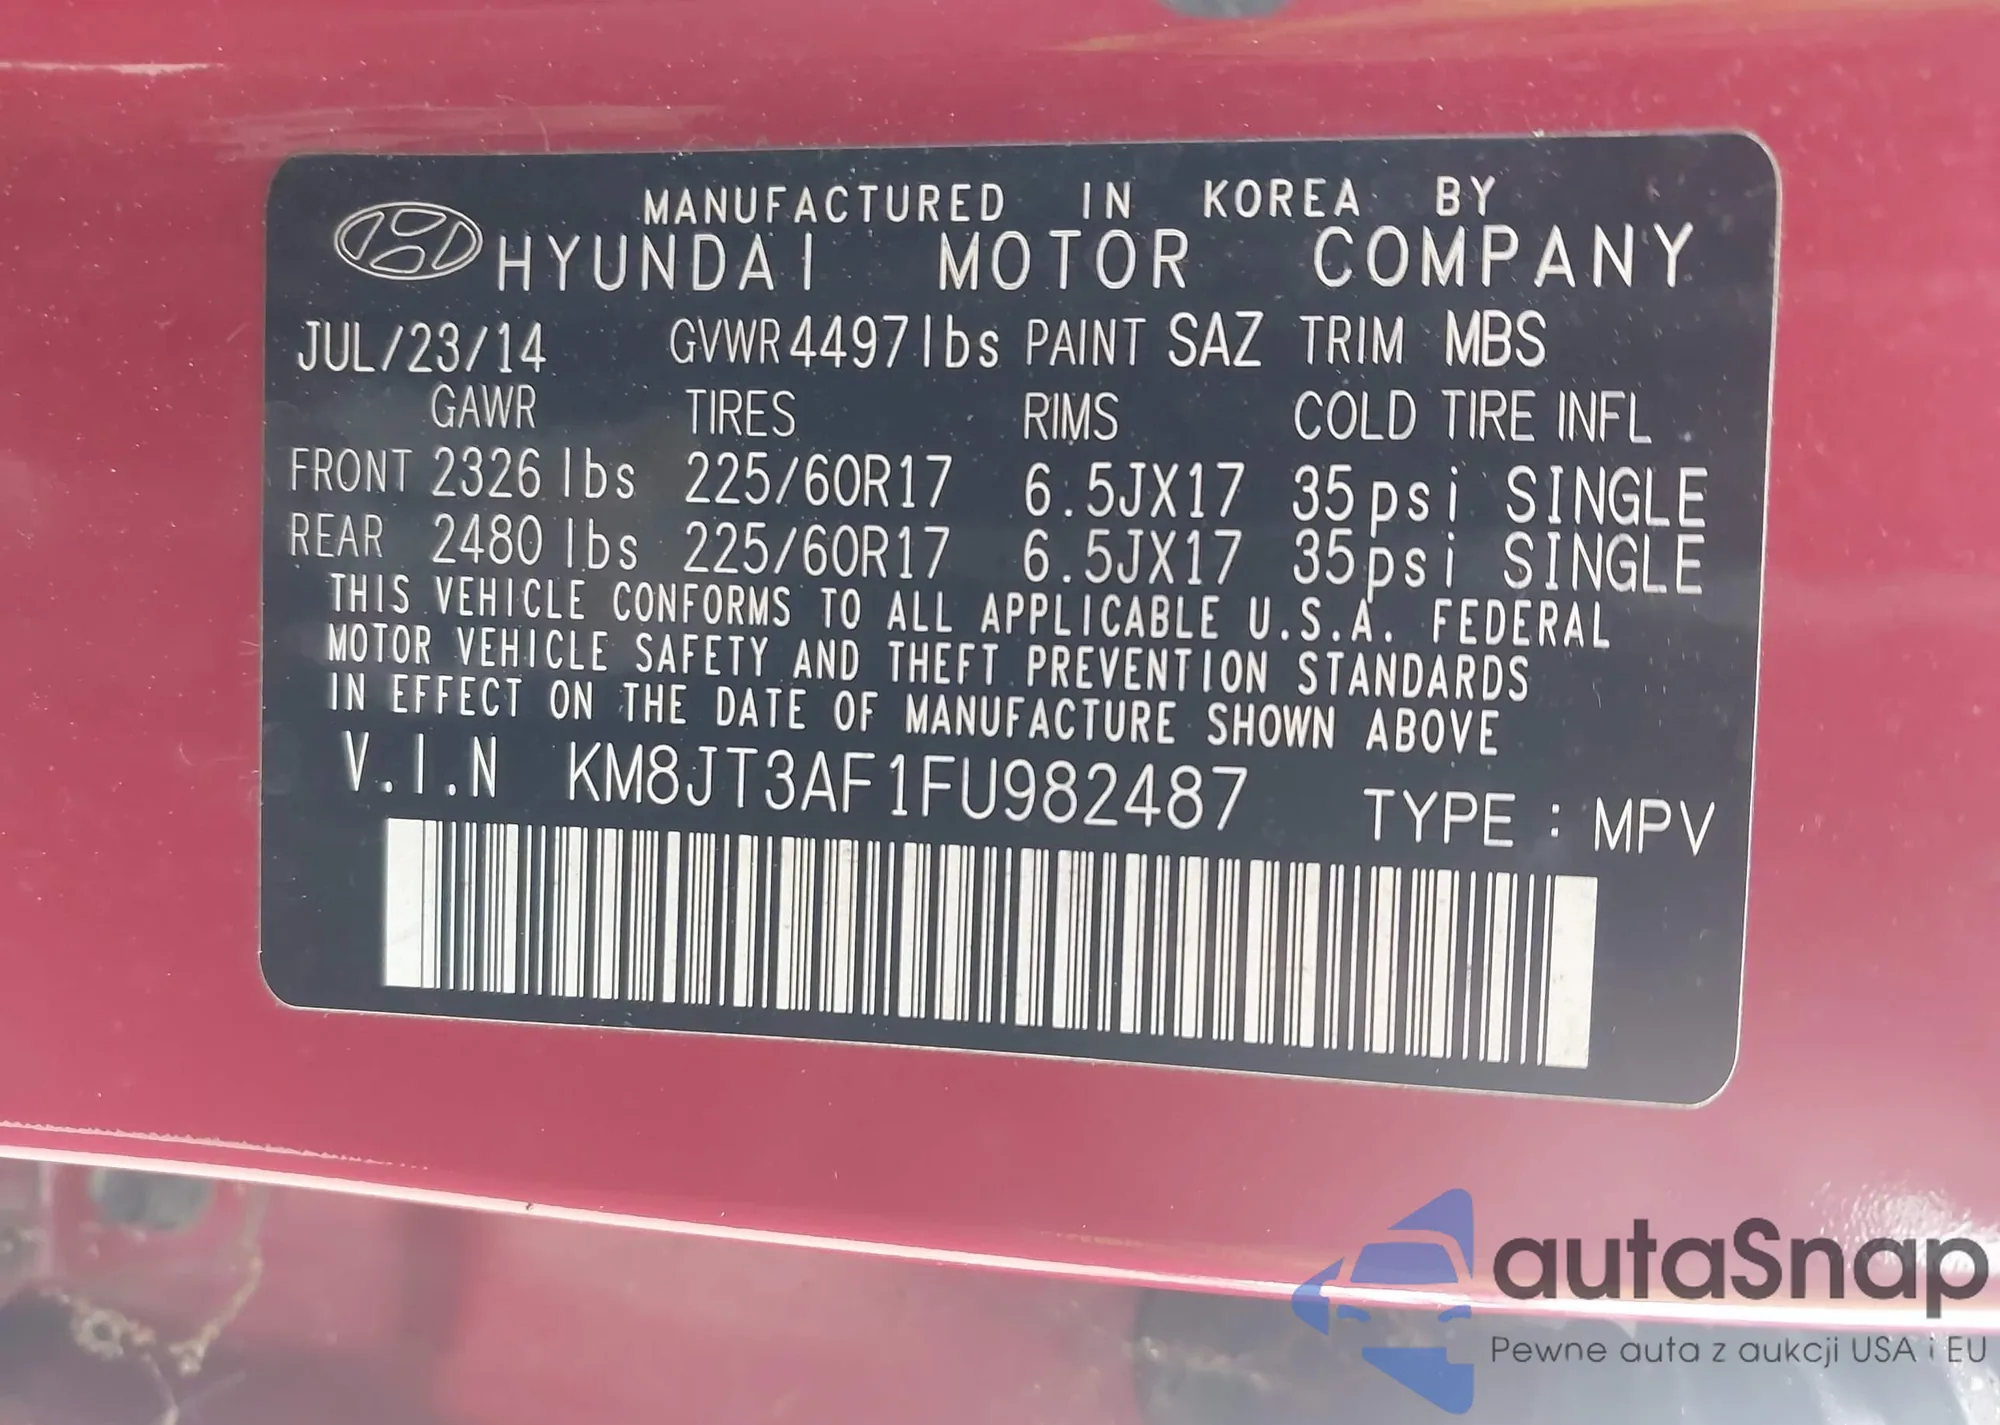 MANUFACTURED IN KOREA BY
HYUNDAI MOTOR COMPANY
JUL/23/14 GVWR 4497lbs PAINT SAZ TRIM MBS
GAWR TIRES RIMS COLD TIRE INFL
FRONT 2326 lbs 225/60R17 6.5JX17 35psi SINGLE
REAR 2480 lbs 225/60R17 6.5JX17 35psi SINGLE
THIS VEHICLE CONFORMS TO ALL APPLICABLE U.S.A. FEDERAL
MOTOR VEHICLE SAFETY AND THEFT PREVENTION STANDARDS
IN EFFECT ON THE DATE OF MANUFACTURE SHOWN ABOVE
V.I.N KM8JT3AF1FU982487 TYPE : MPV
autaSnap
Pewne auta z aukcji USA i EU